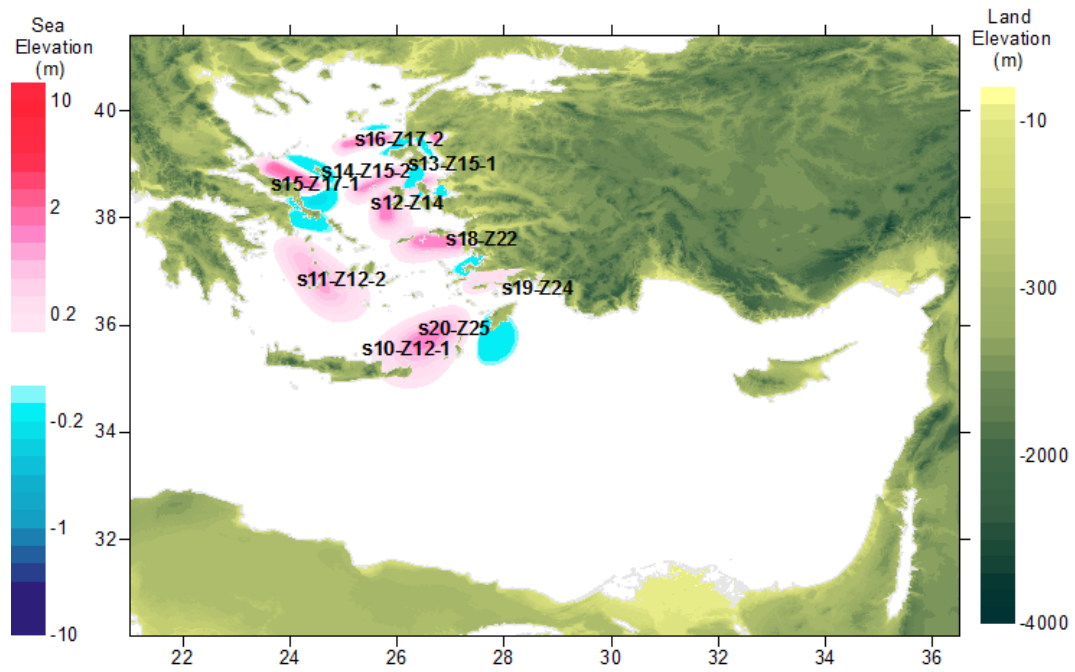 Sea
Elevation
(m)
10
2
0.2
-0.2
-1
-10
Land
Elevation
(m)
-10
-300
-2000
-4000
40
38
36
34
32
22
24
26
28
30
32
34
36
s16-Z17-2
s13-Z15-1
s14-Z15-2
s15-Z17-1
s12-Z14
s18-Z22
s11-Z12-2
s19-Z24
s20-Z25
s10-Z12-1